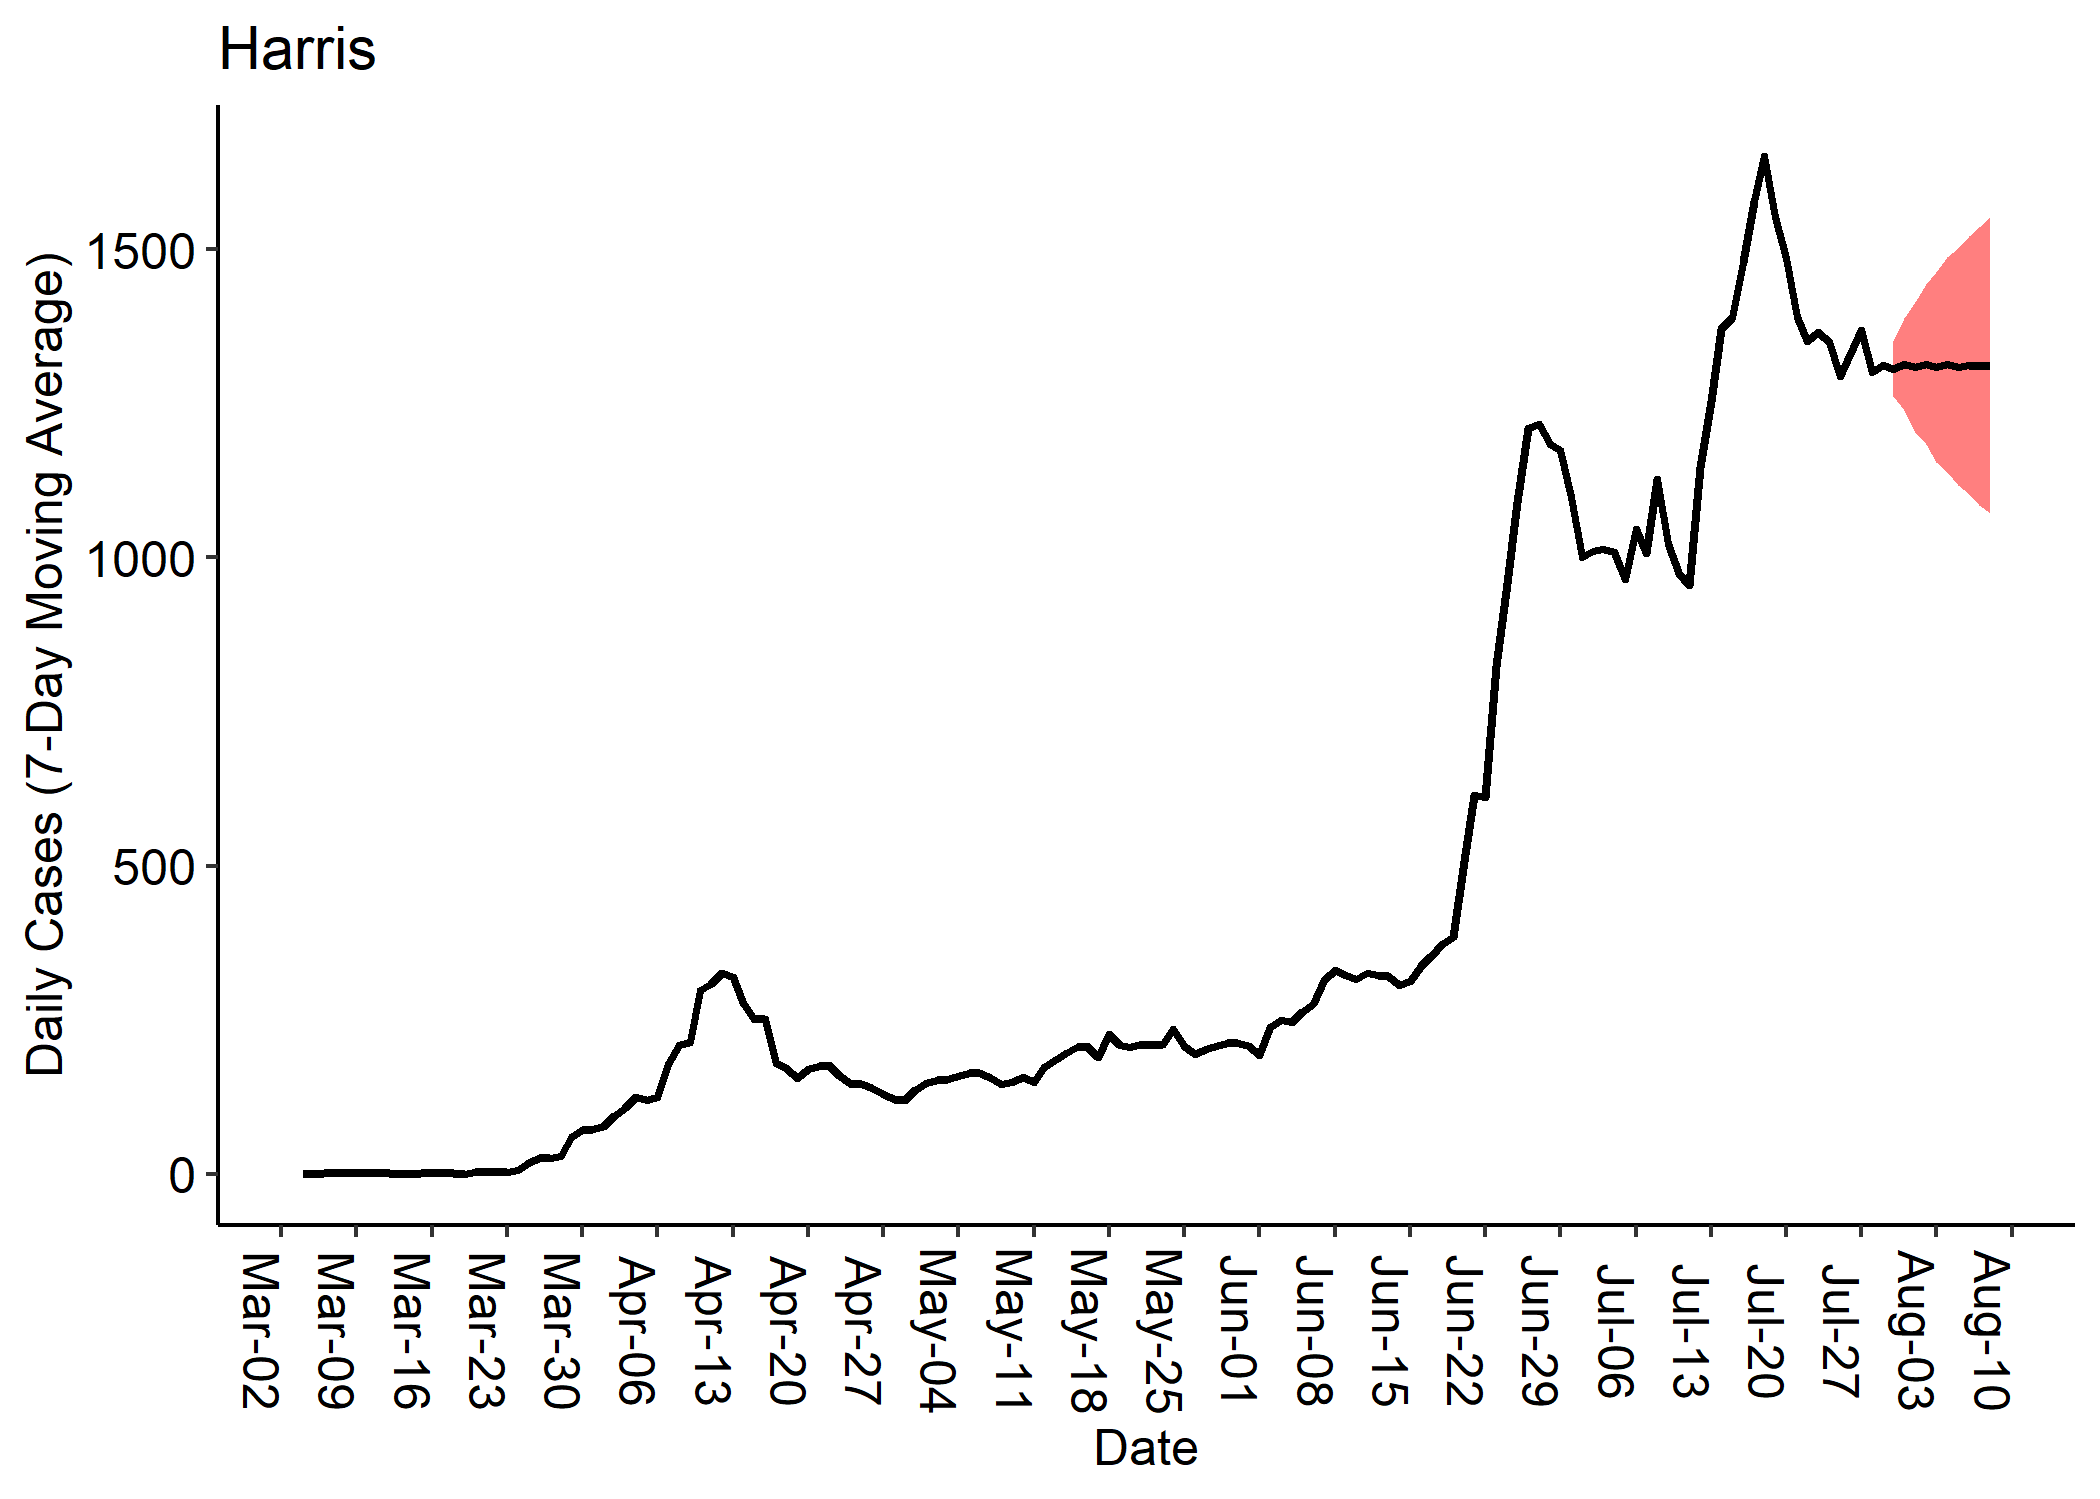 Harris
Daily Cases (7-Day Moving Average)
1500
1000
500
0
Mar-02
Mar-09
Mar-16
Mar-23
Mar-30
Apr-06
Apr-13
Apr-20
Apr-27
May-04
May-11
May-18
May-25
Jun-01
Jun-08
Jun-15
Jun-22
Jun-29
Jul-06
Jul-13
Jul-20
Jul-27
Aug-03
Aug-10
Date